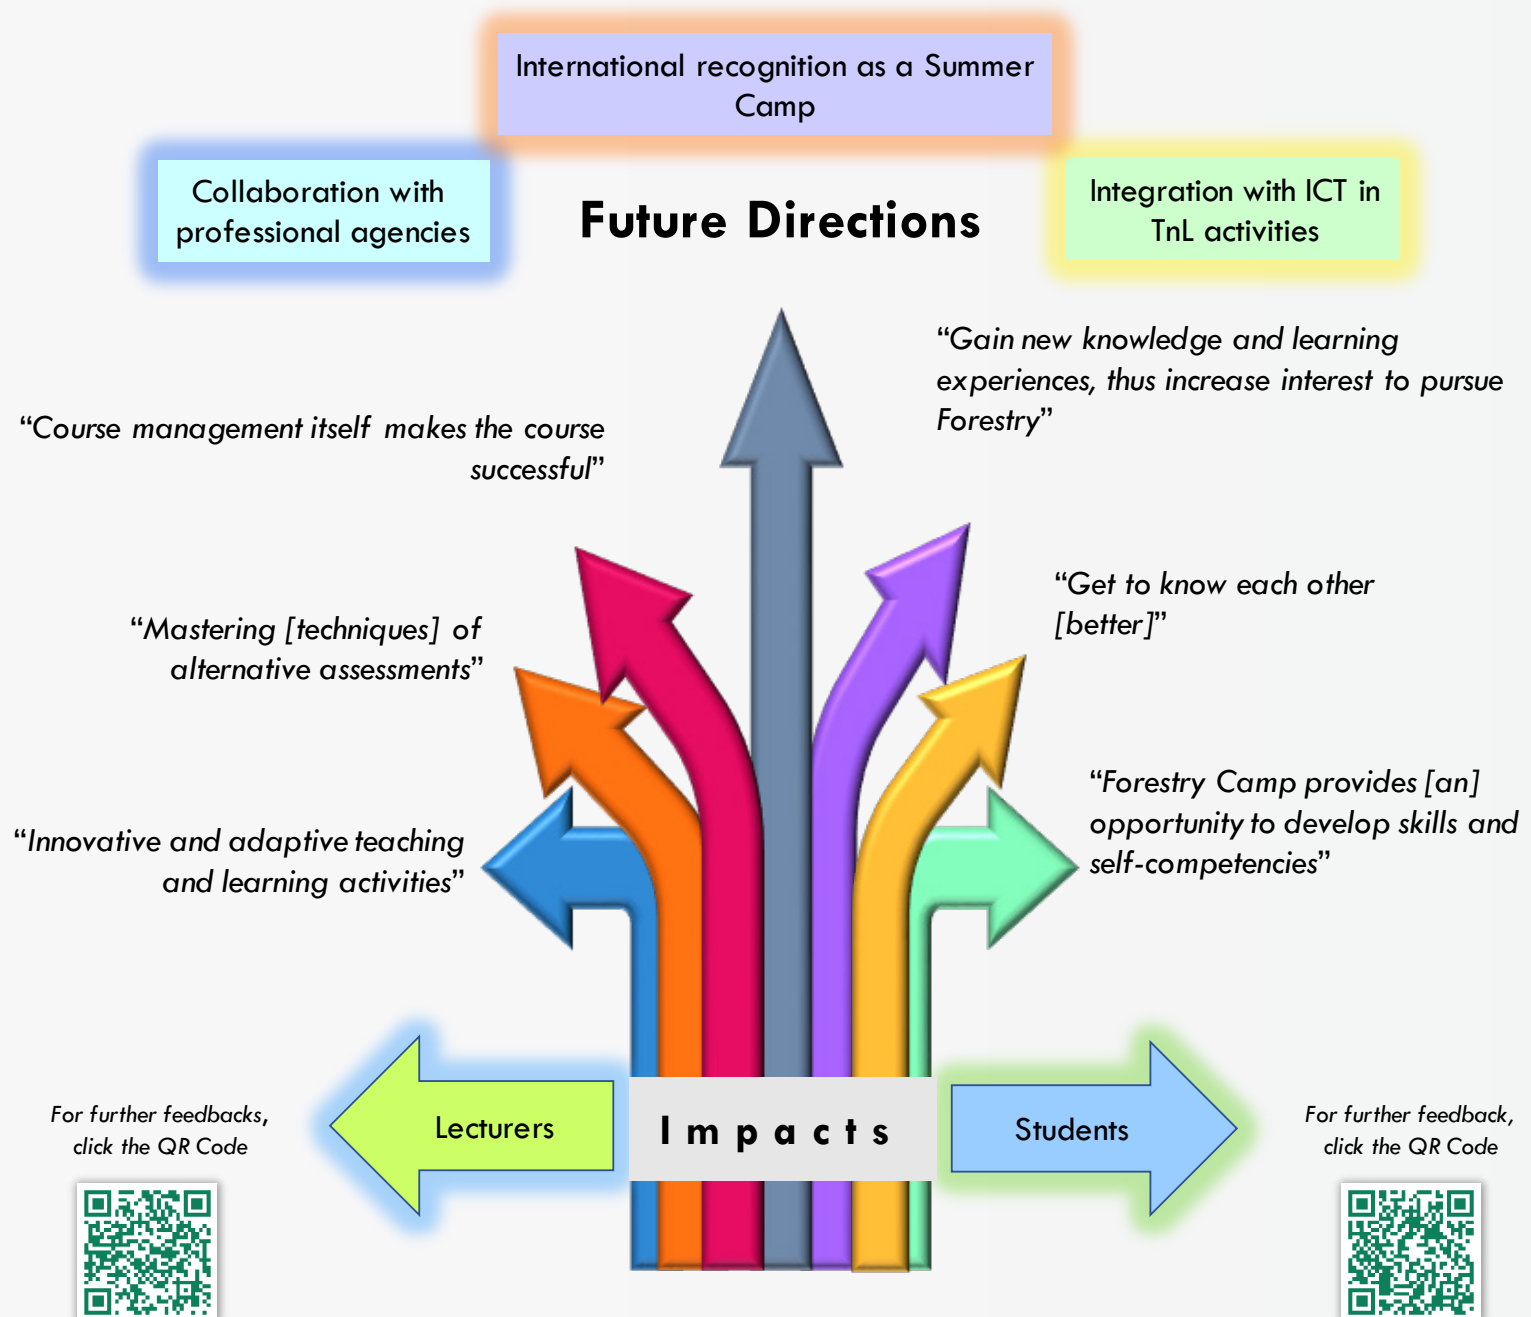 International recognition as a Summer
Camp
Collaboration with
professional agencies
Future Directions
Integration with ICT in
TnL activities
“Gain new knowledge and learning
experiences, thus increase interest to pursue
Forestry”
“Course management itself makes the course
successful”
“Get to know each other
[better]”
“Mastering [techniques] of
alternative assessments”
“Forestry Camp provides [an]
opportunity to develop skills and
self-competencies”
“Innovative and adaptive teaching
and learning activities”
For further feedbacks,
click the QR Code
Lecturers
Impacts
Students
For further feedback,
click the QR Code